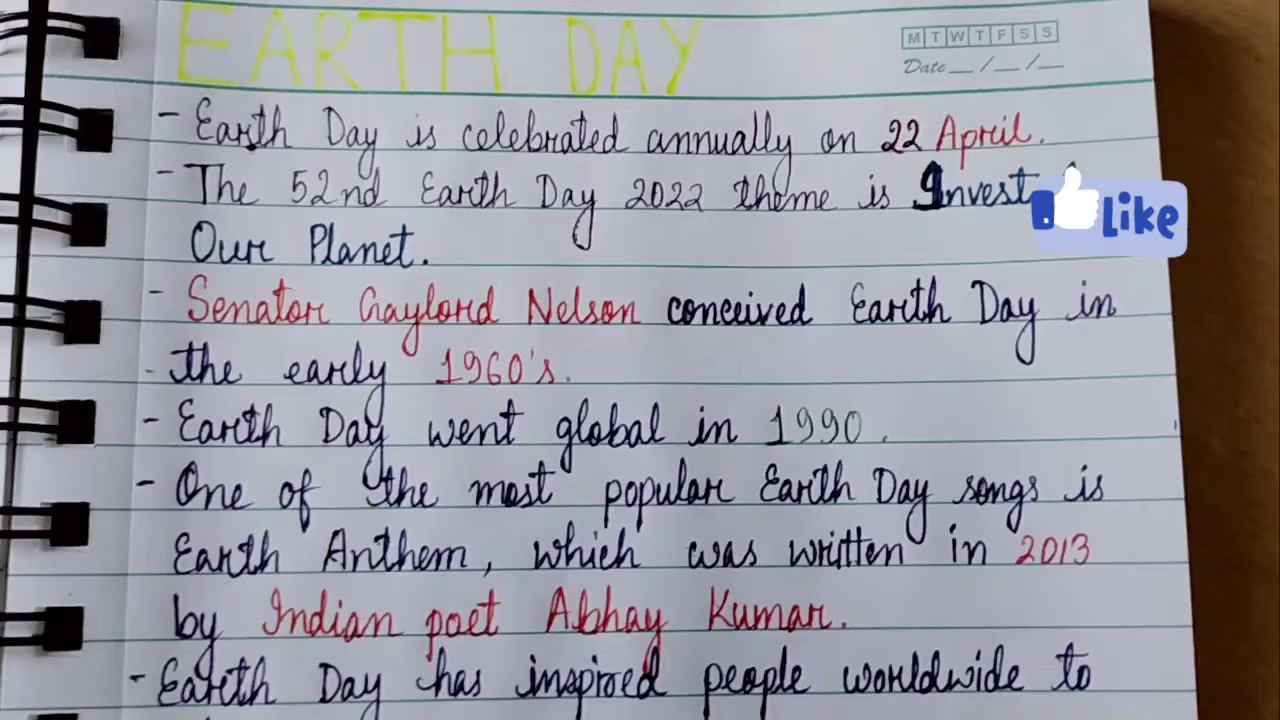 EARTH DAY
M T W T F S S
Date __/__/__
- Earth Day is celebrated annually on 22 April.
- The 52nd Earth Day 2022 theme is Invest
Our Planet.
Like
- Senator Gaylord Nelson conceived Earth Day in
- the early 1960's.
- Earth Day went global in 1990.
- One of the most popular Earth Day songs is
Earth Anthem, which was written in 2013
by Indian poet Abhay Kumar.
- Earth Day has inspired people worldwide to